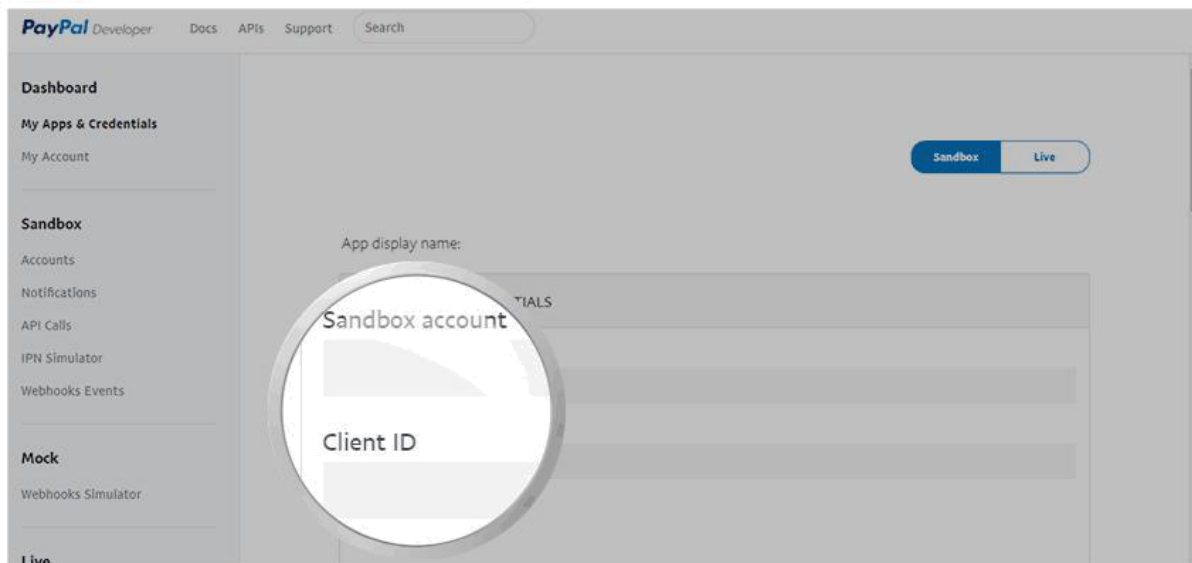 PayPal Developer Docs APIs Support Search
Dashboard
My Apps & Credentials
My Account
Sandbox Live
Sandbox
Accounts
Notifications
API Calls
IPN Simulator
Webhooks Events
Mock
Webhooks Simulator
Live
App display name:
TIALS
Sandbox account
Client ID